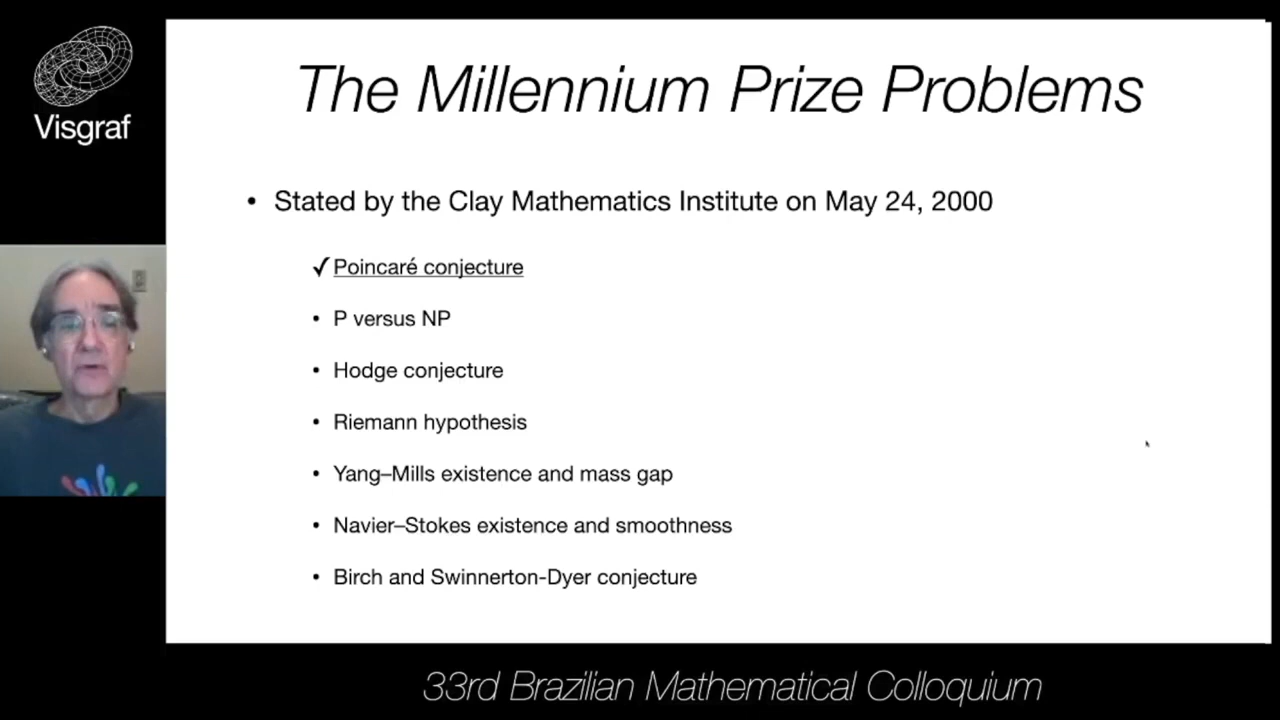 Visgraf
The Millennium Prize Problems
• Stated by the Clay Mathematics Institute on May 24, 2000
✓ Poincaré conjecture
• P versus NP
• Hodge conjecture
• Riemann hypothesis
• Yang–Mills existence and mass gap
• Navier–Stokes existence and smoothness
• Birch and Swinnerton-Dyer conjecture
33rd Brazilian Mathematical Colloquium